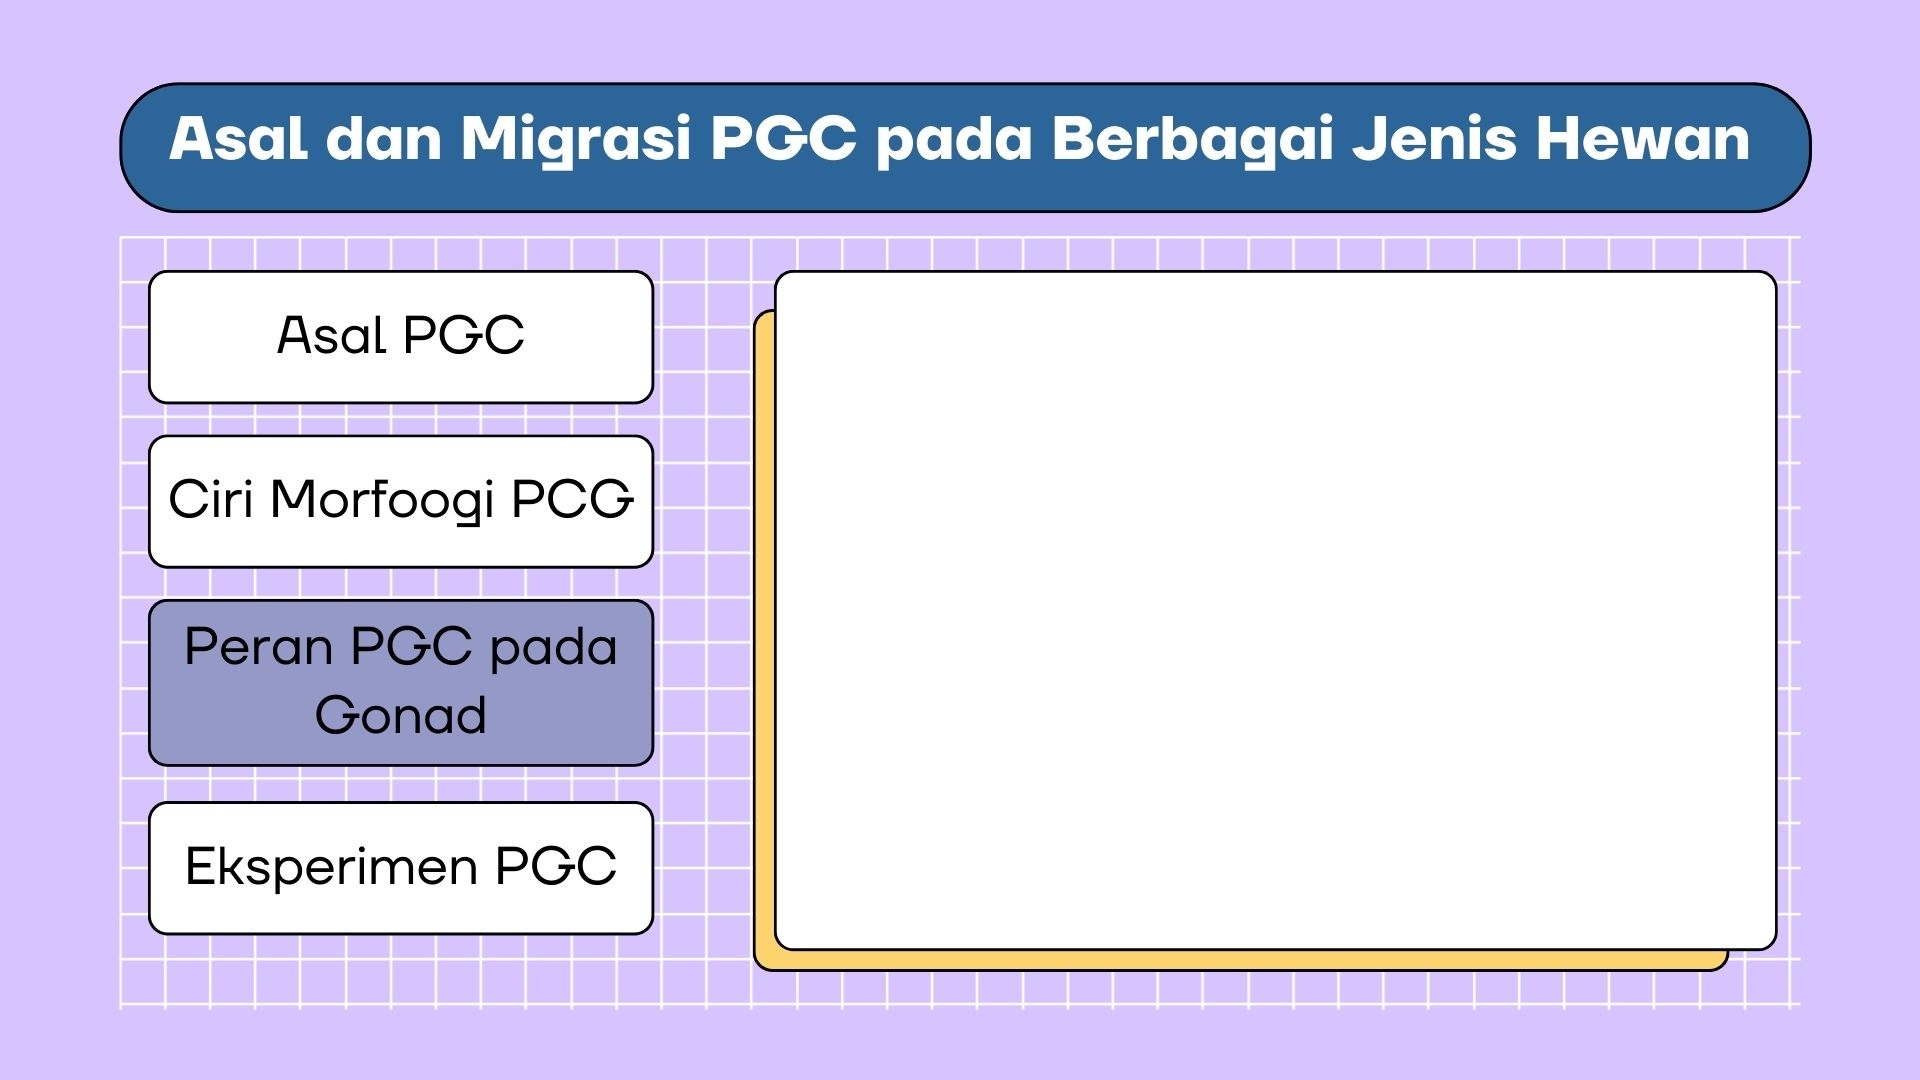 Asal dan Migrasi PGC pada Berbagai Jenis Hewan
Asal PGC
Ciri Morfoogi PCG
Peran PGC pada
Gonad
Eksperimen PGC